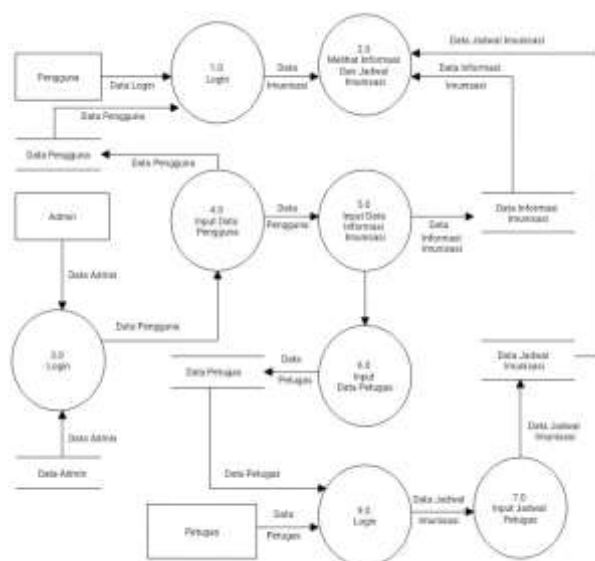 Pengguna
Data Login
1.0
Login
Data
Imunisasi
2.0
Melihat Informasi
Dan Jadwal
Imunisasi
Data Jadwal Imunisasi
Data Informasi
Imunisasi
Data Pengguna
Data Pengguna
Data Pengguna
Admin
4.0
Input Data
Pengguna
Data
Pengguna
5.0
Input Data
Informasi
Imunisasi
Data
Informasi
Imunisasi
Data Informasi
Imunisasi
Data Admin
Data Pengguna
3.0
Login
Data Petugas
Data
Petugas
6.0
Input
Data Petugas
Data Jadwal
Imunisasi
Data Admin
Data Admin
Data Petugas
Data Jadwal
Imunisasi
Petugas
Data
Petugas
9.0
Login
Data Jadwal
Imunisasi
7.0
Input Jadwal
Petugas